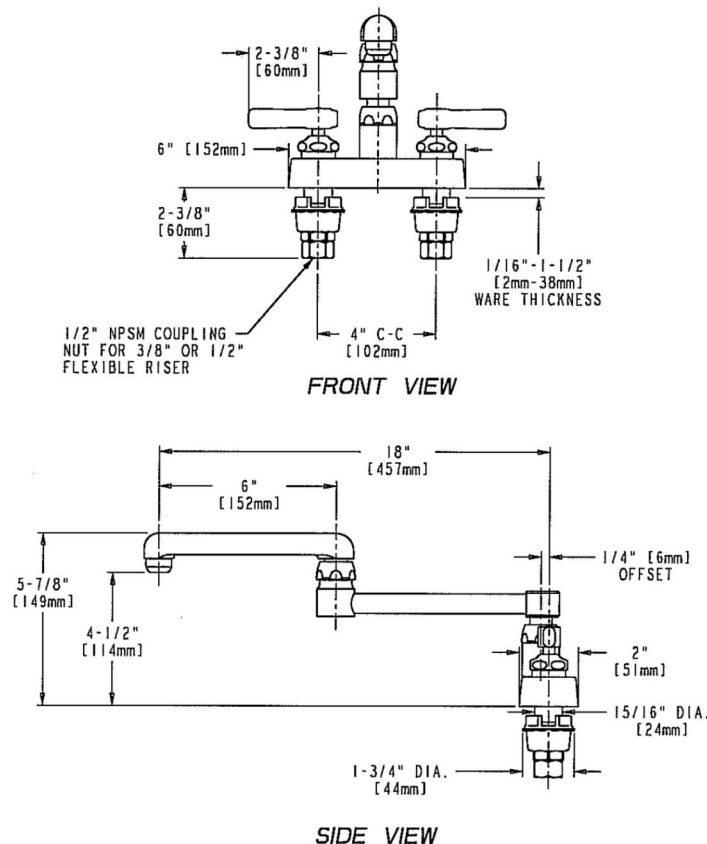 2-3/8"
[60mm]
6" [152mm]
2-3/8"
[60mm]
1/16"-1-1/2"
[2mm-38mm]
WARE THICKNESS
1/2" NPSM COUPLING
NUT FOR 3/8" OR 1/2"
FLEXIBLE RISER
4" C-C
[102mm]
FRONT VIEW
18"
[457mm]
6"
[152mm]
1/4" [6mm]
OFFSET
5-7/8"
[149mm]
4-1/2"
[114mm]
2"
[51mm]
15/16" DIA.
[24mm]
1-3/4" DIA.
[44mm]
SIDE VIEW